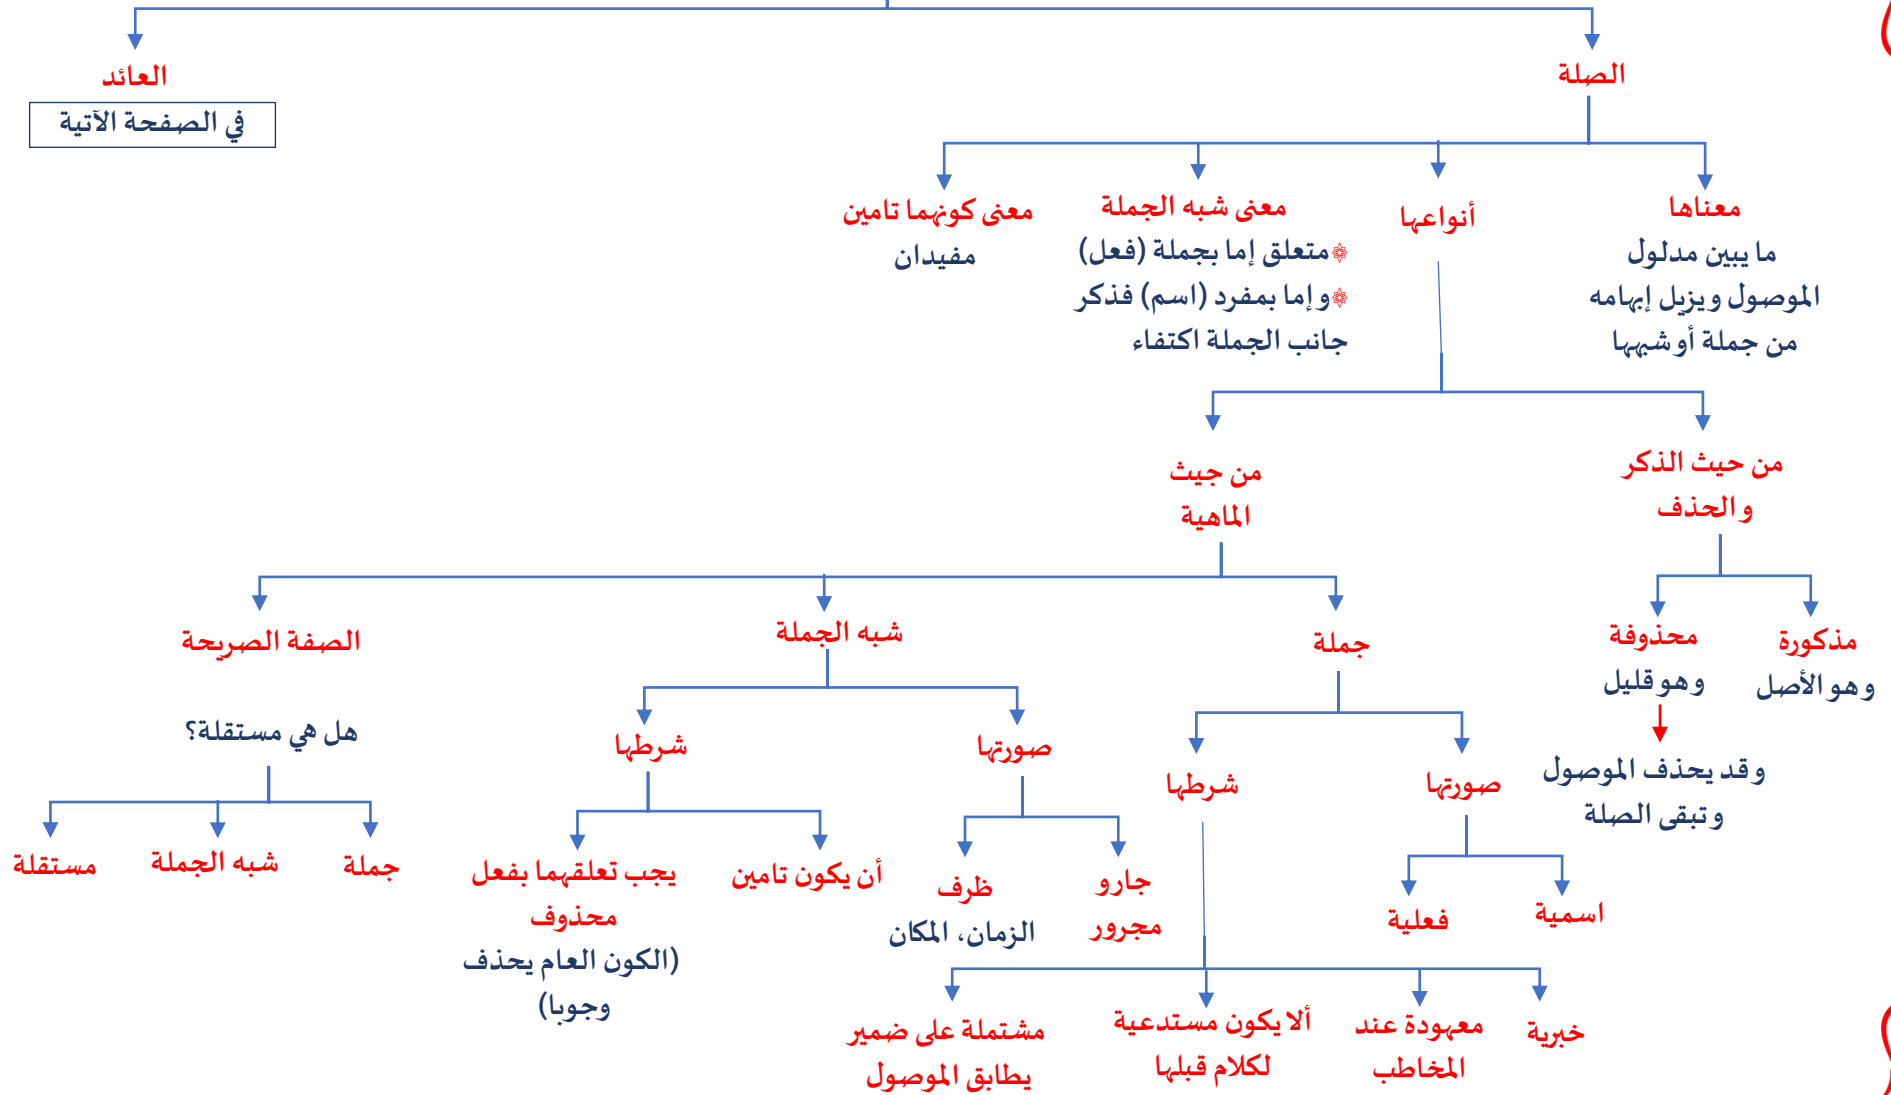 الصلة
العائد
في الصفحة الآتية
معناها
ما يبين مدلول
الموصول ويزيل إبهامه
من جملة أو شبهها
أنواعها
معنى شبه الجملة
متعلق إما بجملة (فعل)
وإما بمفرد (اسم) فذكر
جانب الجملة اكتفاء
معنى كونهما تامين
مفيدان
من حيث الذكر
والحذف
من جيث
الماهية
مذكورة
وهو الأصل
محذوفة
وهو قليل
وقد يحذف الموصول
وتبقى الصلة
جملة
شبه الجملة
الصفة الصريحة
صورتها
شرطها
اسمية
فعلية
خبرية
معهودة عند
المخاطب
ألا يكون مستدعية
لكلام قبلها
مشتملة على ضمير
يطابق الموصول
صورتها
شرطها
جار و
مجرور
ظرف
الزمان، المكان
أن يكون تامين
يجب تعلقهما بفعل
محذوف
(الكون العام يحذف
وجوبا)
هل هي مستقلة؟
جملة
شبه الجملة
مستقلة